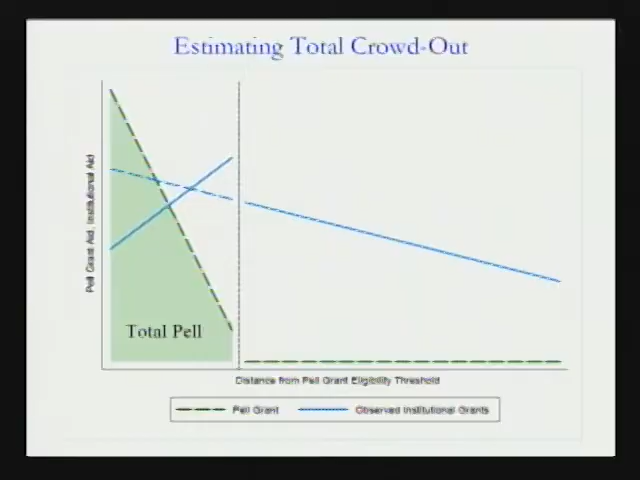 Estimating Total Crowd-Out
Pell Grant Aid, Institutional Aid
Total Pell
Distance from Pell Grant Eligibility Threshold
Pell Grant
Observed Institutional Grants